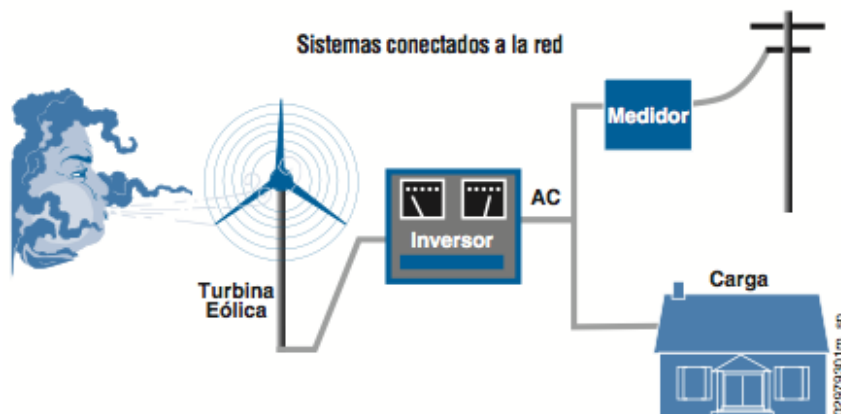 Sistemas conectados a la red
Medidor
AC
Inversor
Turbina
Eólica
Carga